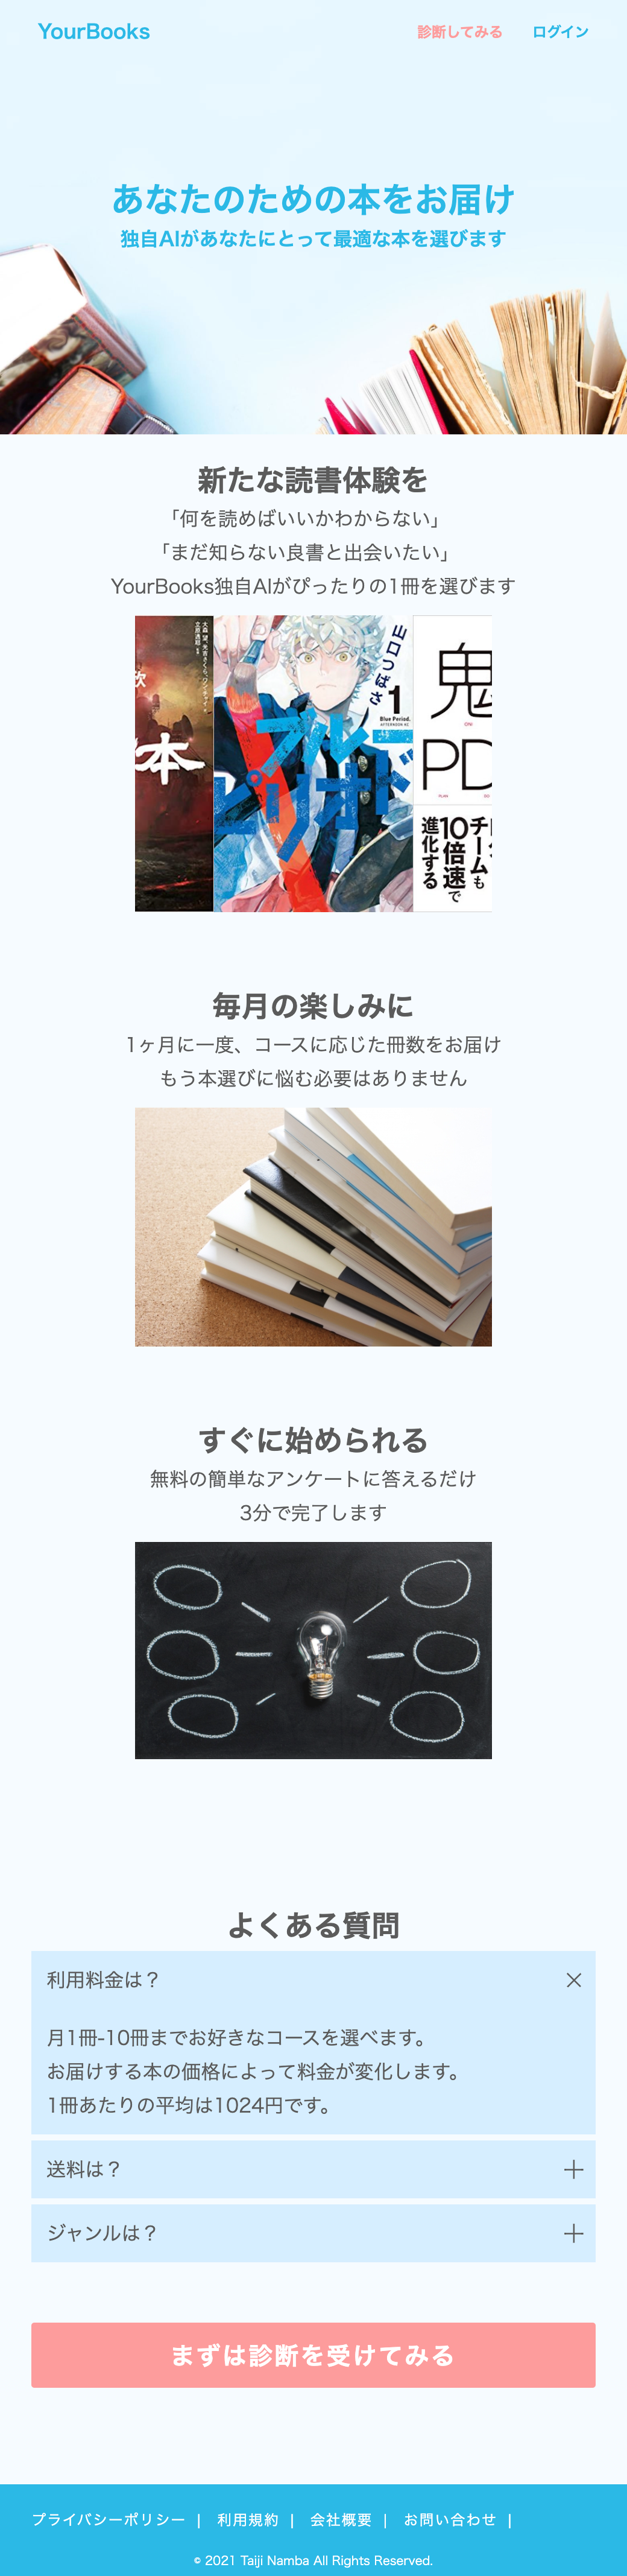 YourBooks
診断してみる ログイン
あなたのための本をお届け
独自AIがあなたにとって最適な本を選びます
新たな読書体験を
「何を読めばいいかわからない」
「まだ知らない良書と出会いたい」
YourBooks独自AIがぴったりの1冊を選びます
本
山口つばさ
1
Blue Period.
ブルーピリオド
鬼
PD
チームも
10倍速で
進化する
毎月の楽しみに
1ヶ月に一度、コースに応じた冊数をお届け
もう本選びに悩む必要はありません
すぐに始められる
無料の簡単なアンケートに答えるだけ
3分で完了します
よくある質問
利用料金は？
月1冊-10冊までお好きなコースを選べます。
お届けする本の価格によって料金が変化します。
1冊あたりの平均は1024円です。
送料は？
ジャンルは？
まずは診断を受けてみる
プライバシーポリシー | 利用規約 | 会社概要 | お問い合わせ |
© 2021 Taiji Namba All Rights Reserved.